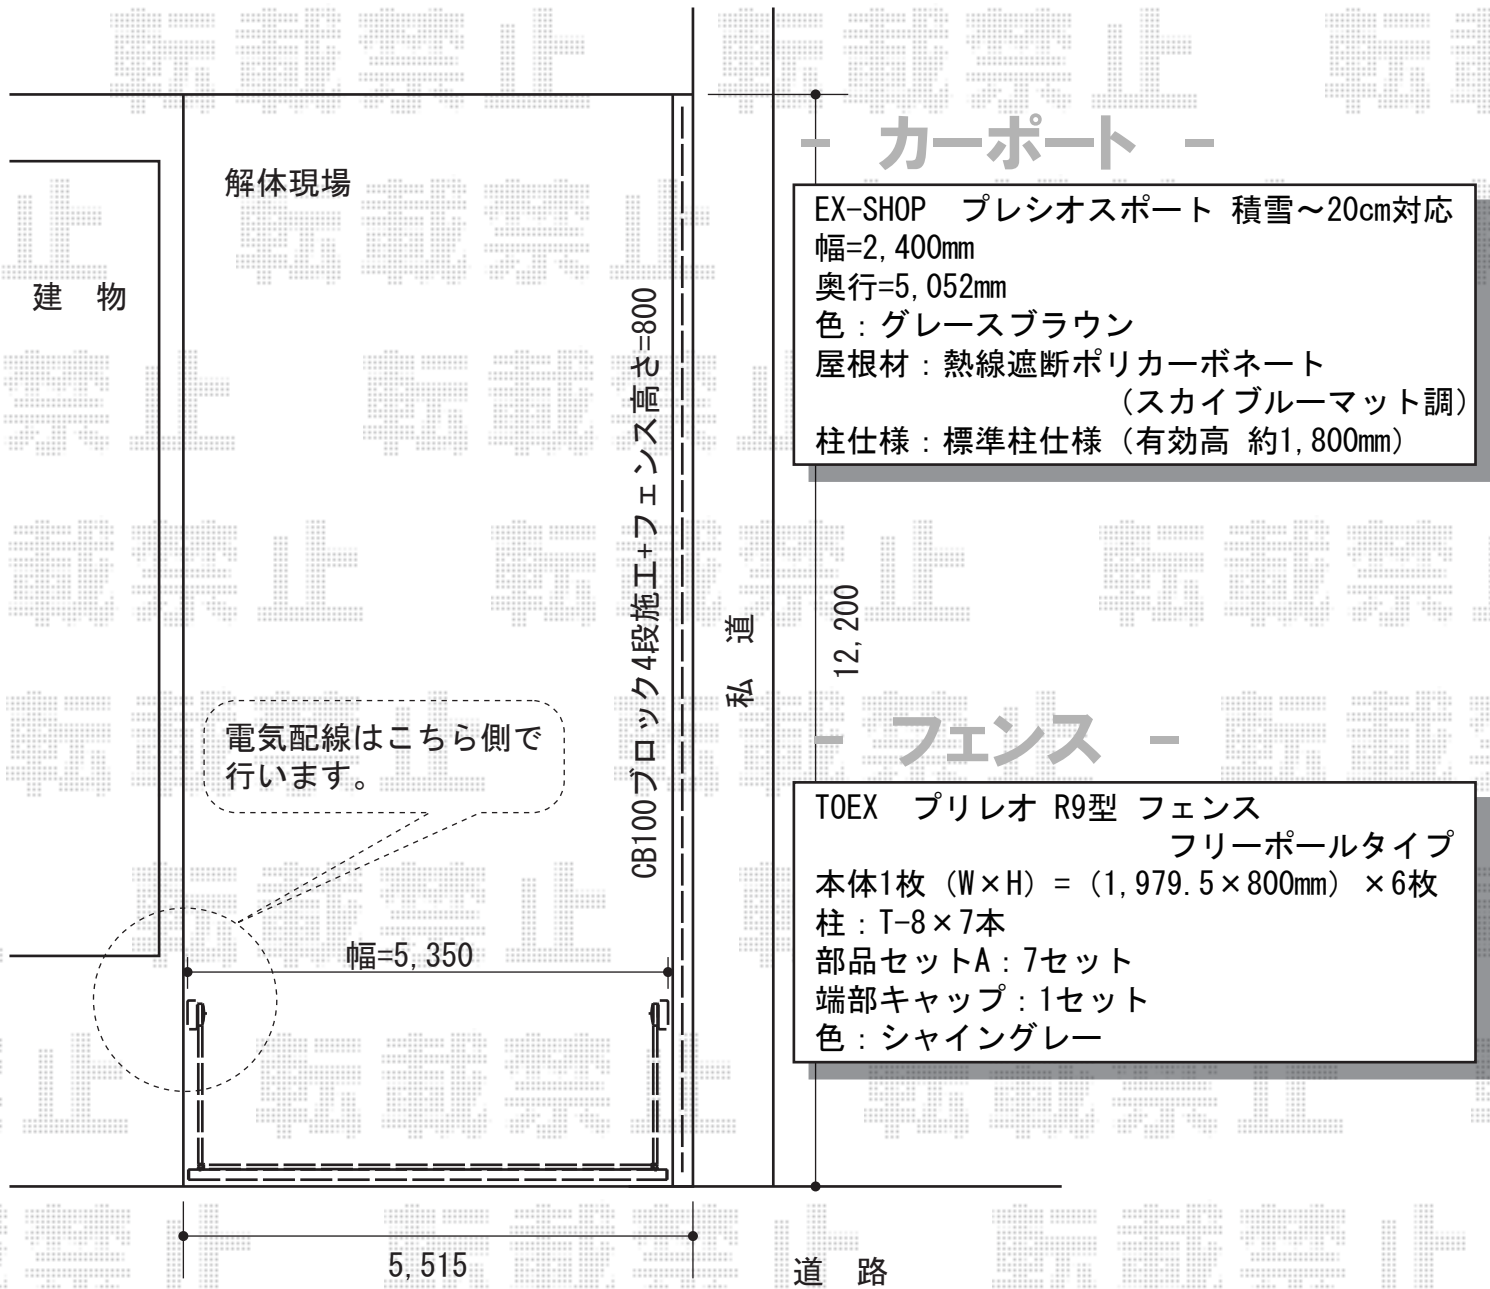 転載禁止
- カーポート -
EX-SHOP プレシオスポート 積雪～20cm対応
幅=2,400mm
奥行=5,052mm
色：グレースブラウン
屋根材：熱線遮断ポリカーボネート
（スカイブルーマット調）
柱仕様：標準柱仕様（有効高 約1,800mm）
解体現場
建 物
CB100ブロック4段施工+フェンス高さ=800
私 道
12,200
電気配線はこちら側で
行います。
- フェンス -
TOEX プリレオ R9型 フェンス
フリーポールタイプ
本体1枚（W×H）=（1,979.5×800mm）×6枚
柱：T-8×7本
部品セットA：7セット
端部キャップ：1セット
色：シャイングレー
幅=5,350
5,515
道 路